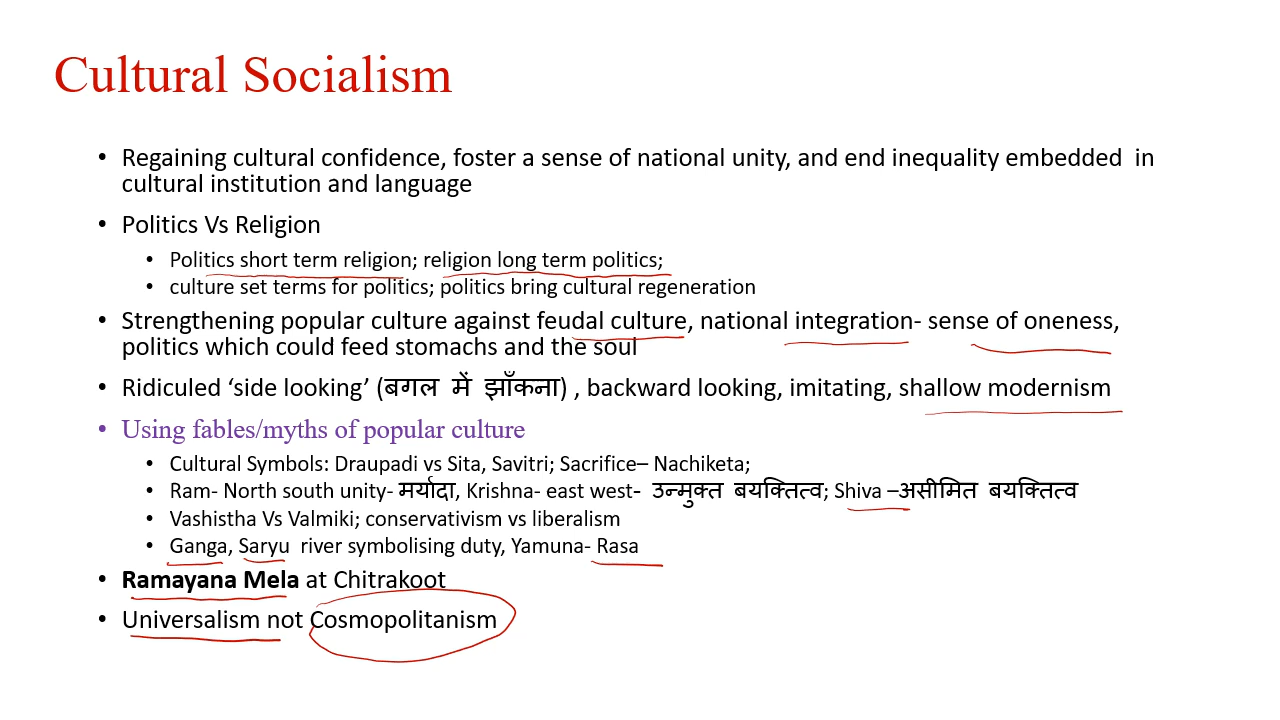 Cultural Socialism
• Regaining cultural confidence, foster a sense of national unity, and end inequality embedded in
cultural institution and language
• Politics Vs Religion
• Politics short term religion; religion long term politics;
• culture set terms for politics; politics bring cultural regeneration
• Strengthening popular culture against feudal culture, national integration- sense of oneness,
politics which could feed stomachs and the soul
• Ridiculed ‘side looking’ (बगल में झाँकना) , backward looking, imitating, shallow modernism
• Using fables/myths of popular culture
• Cultural Symbols: Draupadi vs Sita, Savitri; Sacrifice– Nachiketa;
• Ram- North south unity- मर्यादा, Krishna- east west- उन्मुक्त बयक्तित्व; Shiva –असीमित बयक्तित्व
• Vashistha Vs Valmiki; conservativism vs liberalism
• Ganga, Saryu river symbolising duty, Yamuna- Rasa
• Ramayana Mela at Chitrakoot
• Universalism not Cosmopolitanism